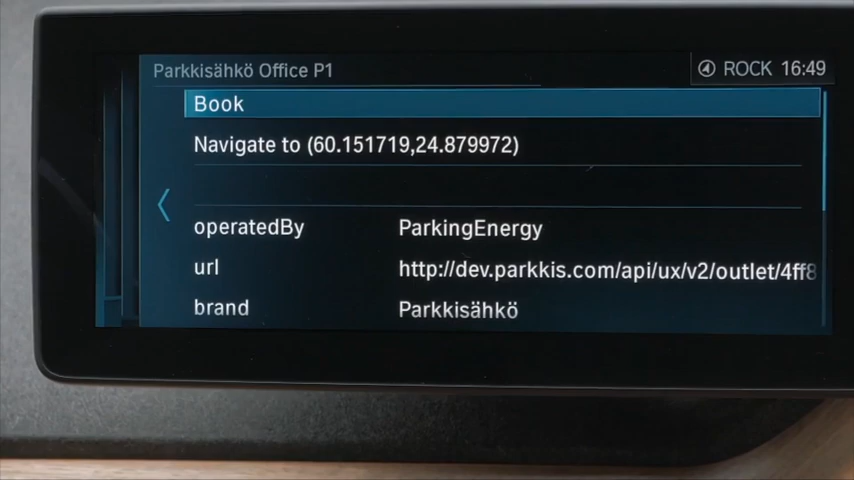 Parkkisähkö Office P1
ROCK 16:49
Book
Navigate to (60.151719,24.879972)
operatedBy ParkingEnergy
url http://dev.parkkis.com/api/ux/v2/outlet/4ff8
brand Parkkisähkö